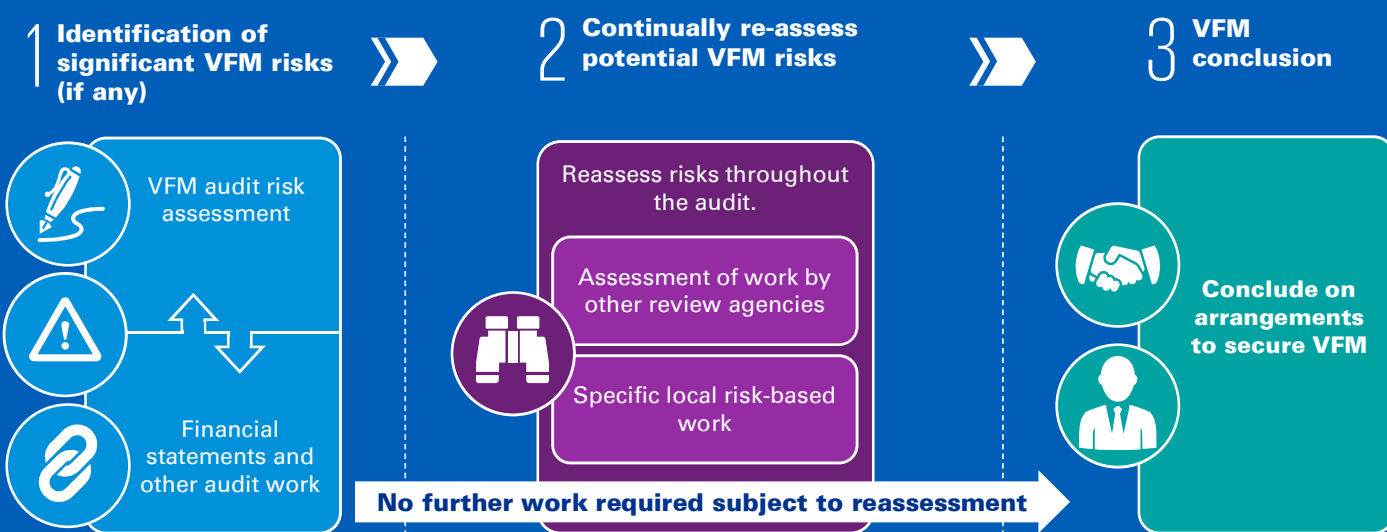 1 Identification of
significant VFM risks
(if any)
2 Continually re-assess
potential VFM risks
3 VFM
conclusion
VFM audit risk
assessment
Financial
statements and
other audit work
Reassess risks throughout
the audit.
Assessment of work by
other review agencies
Specific local risk-based
work
No further work required subject to reassessment
Conclude on
arrangements
to secure VFM